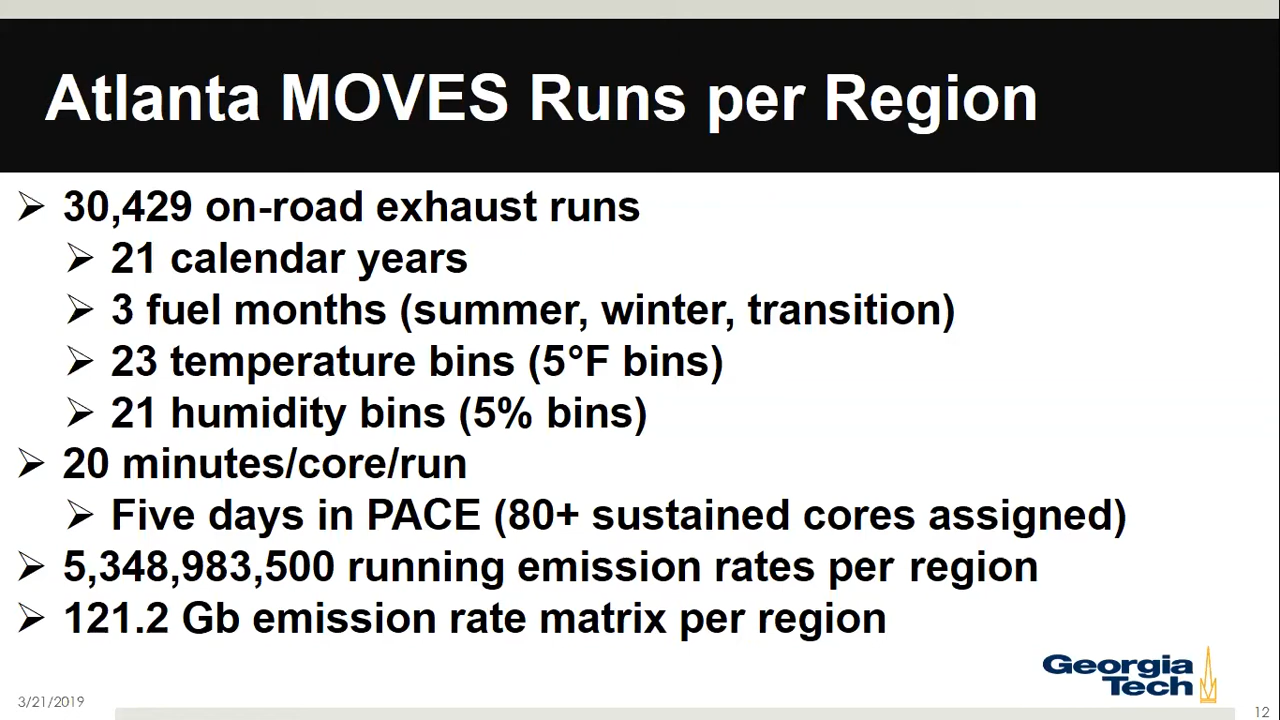 Atlanta MOVES Runs per Region
30,429 on-road exhaust runs
21 calendar years
3 fuel months (summer, winter, transition)
23 temperature bins (5°F bins)
21 humidity bins (5% bins)
20 minutes/core/run
Five days in PACE (80+ sustained cores assigned)
5,348,983,500 running emission rates per region
121.2 Gb emission rate matrix per region
Georgia
Tech
3/21/2019
12